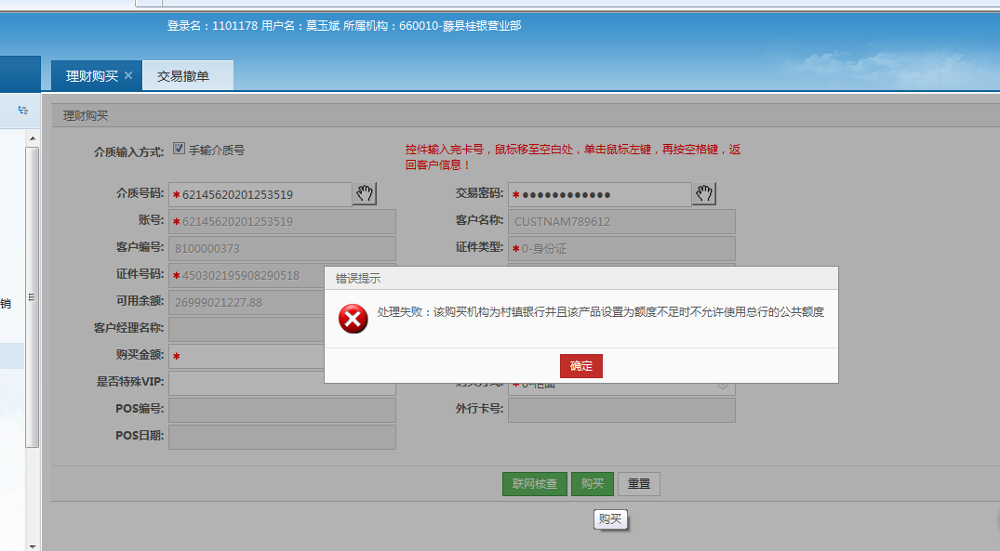 登录名：1101178 用户名：莫玉斌 所属机构：660010-藤县桂银营业部
理财购买 × 交易撤单
理财购买
介质输入方式: 手输介质号
控件输入完卡号，鼠标移至空白处，单击鼠标左键，再按空格键，返
回客户信息！
介质号码: *62145620201253519 交易密码: *●●●●●●●●●●●●
账号: *62145620201253519 客户名称: CUSTNAM789612
客户编号: 8100000373 证件类型: *0-身份证
证件号码: *450302195908290518
错误提示
可用余额: 26999021227.88
销
处理失败：该购买机构为村镇银行并且该产品设置为额度不足时不允许使用总行的公共额度
客户经理名称:
购买金额: *
确定
是否特殊VIP: 购买方式: *0-柜面
POS编号: 外行卡号:
POS日期:
联网核查 购买 重置
购买